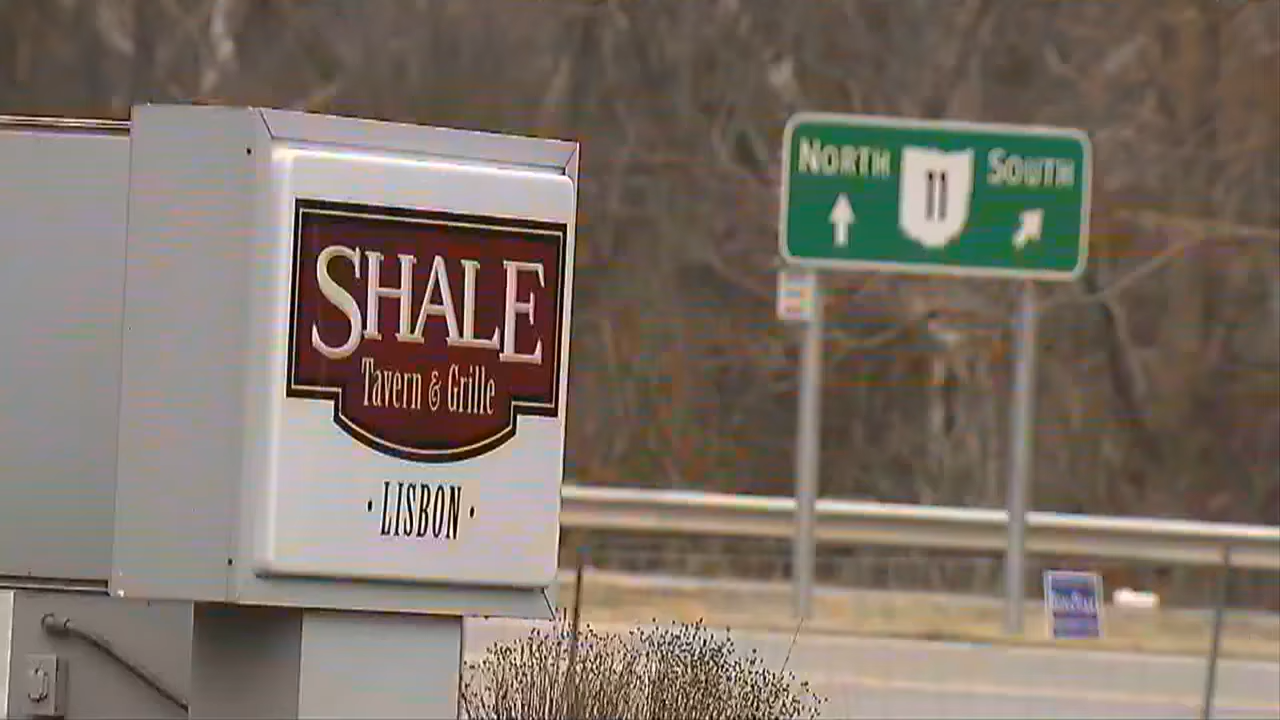 SHALE
Tavern & Grille
• LISBON •
NORTH 11 SOUTH